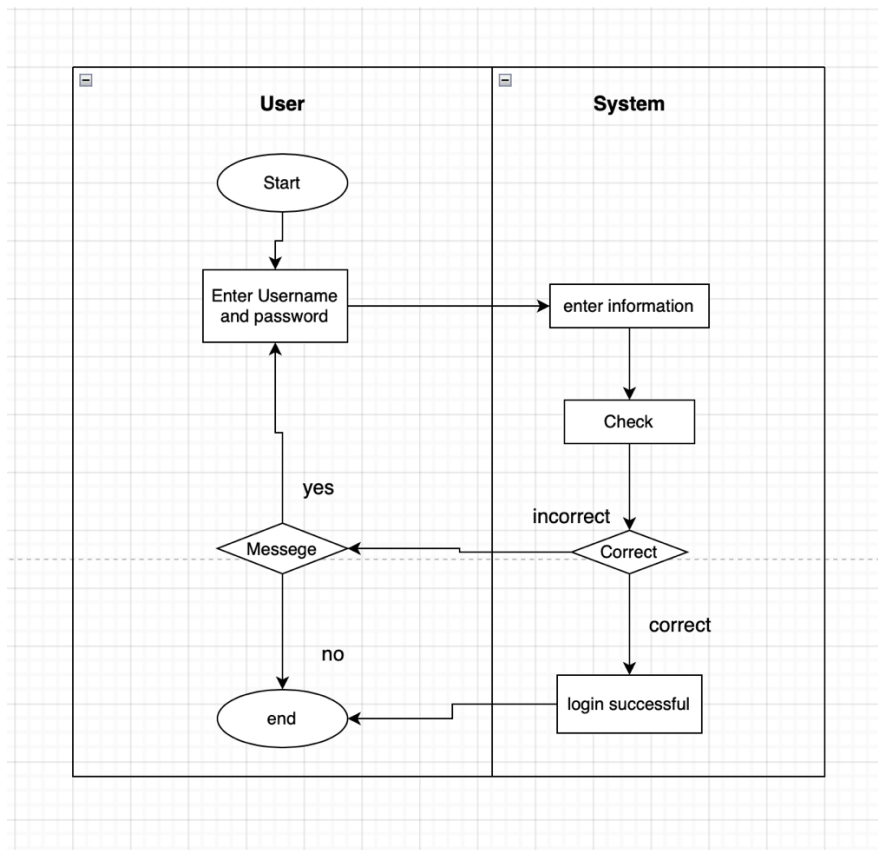 User
System
Start
Enter Username
and password
enter information
Check
yes
incorrect
Messege
Correct
correct
no
login successful
end